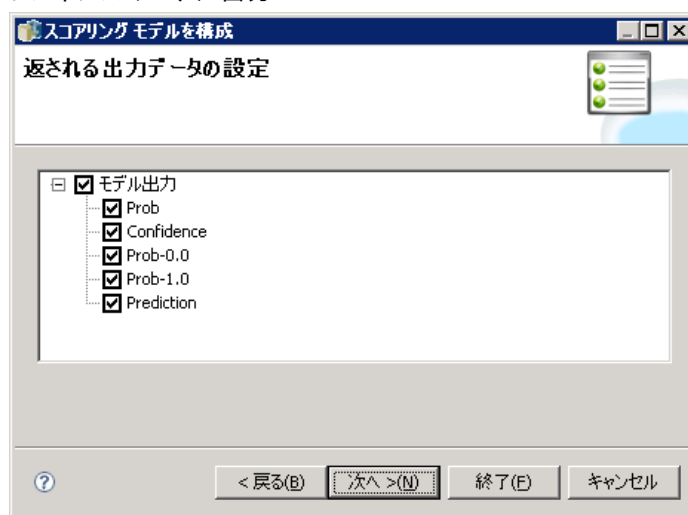 スコアリング モデルを構成
返される出力データの設定
モデル出力
Prob
Confidence
Prob-0.0
Prob-1.0
Prediction
< 戻る(B)
次へ >(N)
終了(F)
キャンセル